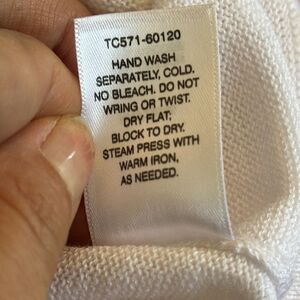 TC571-60120
HAND WASH
SEPARATELY, COLD.
NO BLEACH. DO NOT
WRING OR TWIST.
DRY FLAT;
BLOCK TO DRY.
STEAM PRESS WITH
WARM IRON,
AS NEEDED.